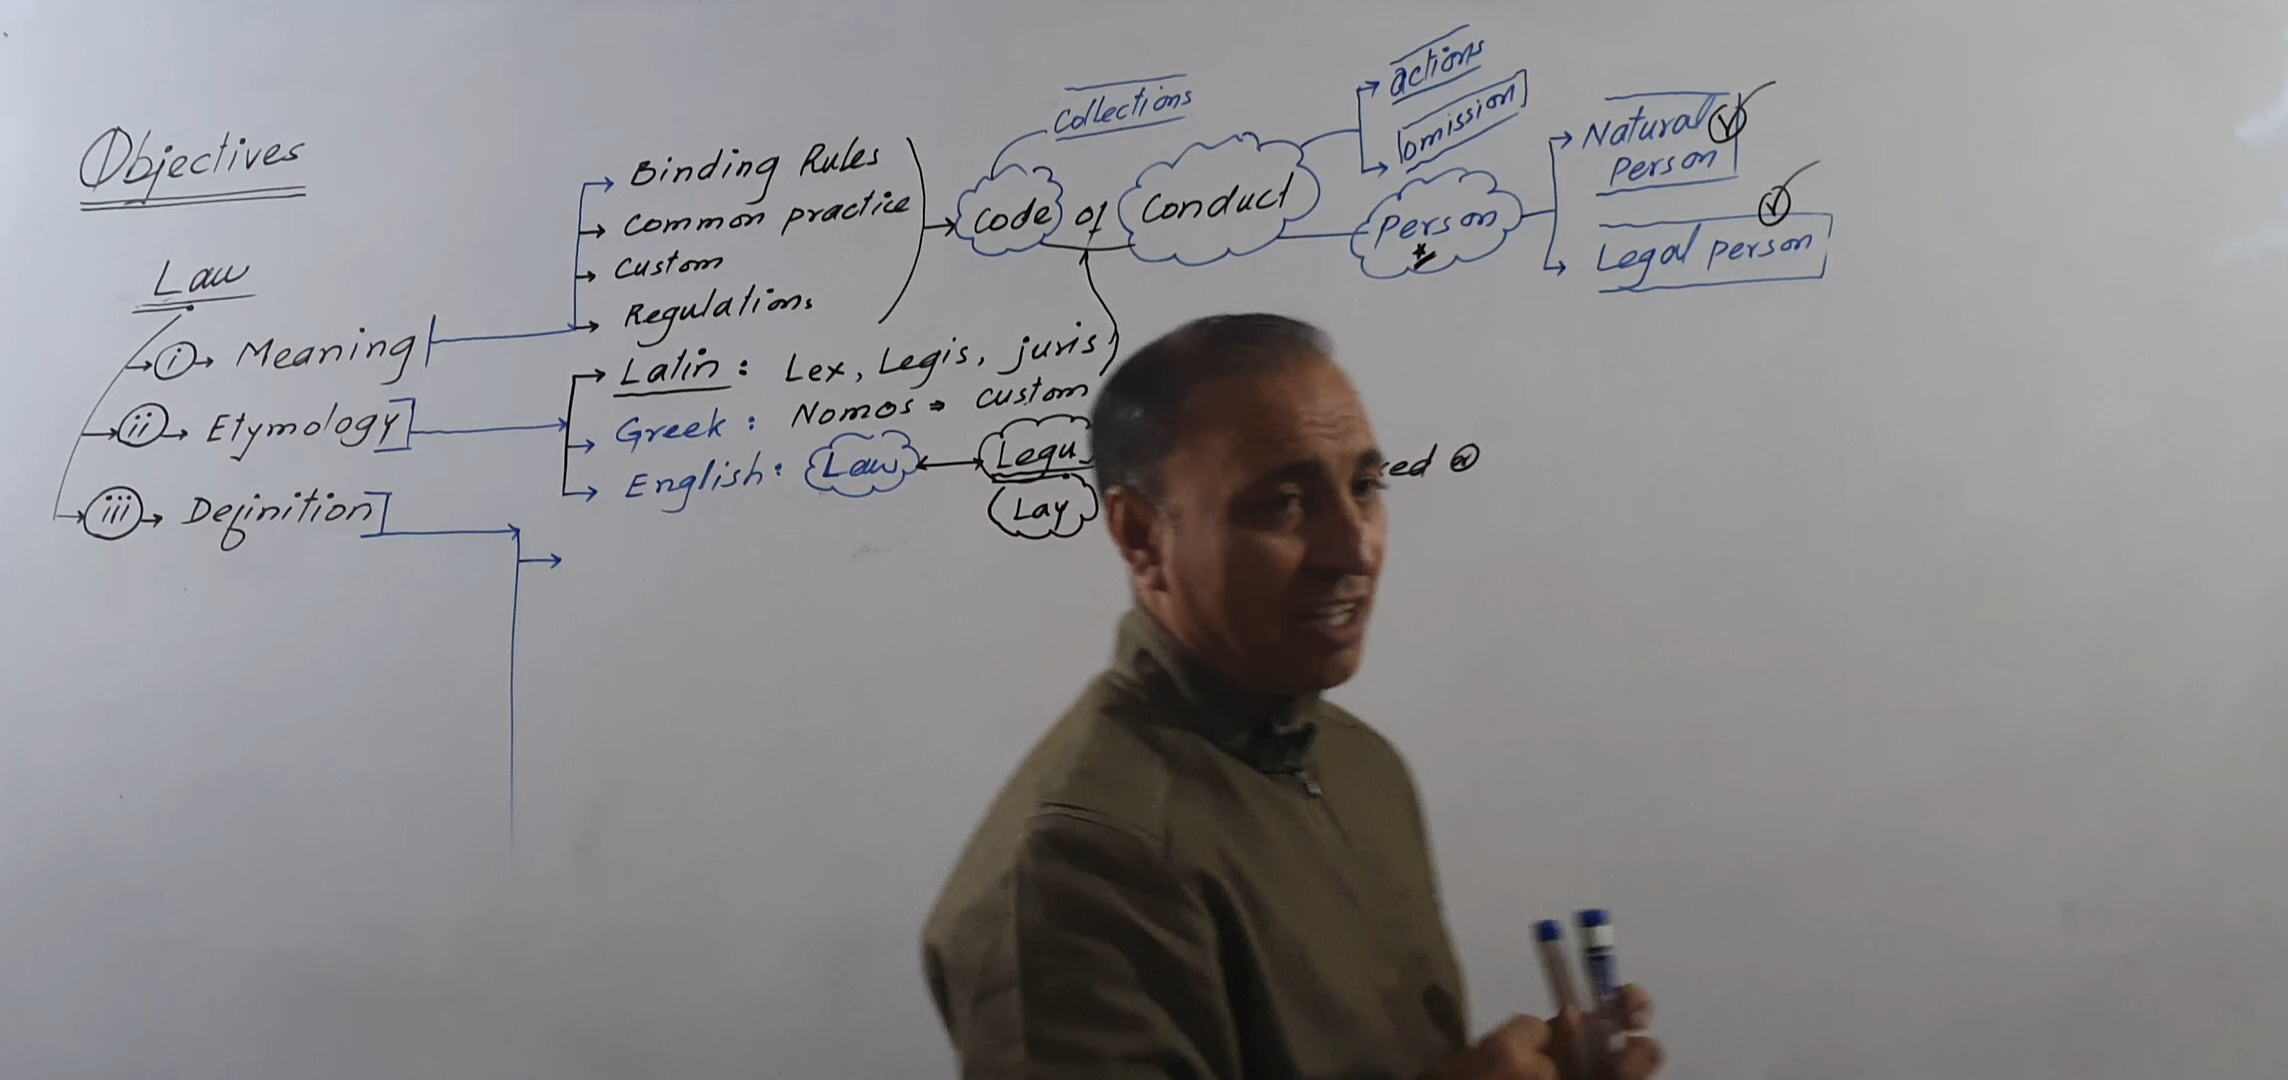 Objectives
Law
i → Meaning
ii → Etymology
iii → Definition
→ Binding Rules
→ Common practice
→ Custom
→ Regulations
→ Code of Conduct
Collections
→ actions
→ omission
Person
→ Natural Person
→ Legal person
→ Latin : Lex, Legis, juris
→ Greek : Nomos → custom
→ English : Law ↔
Lay